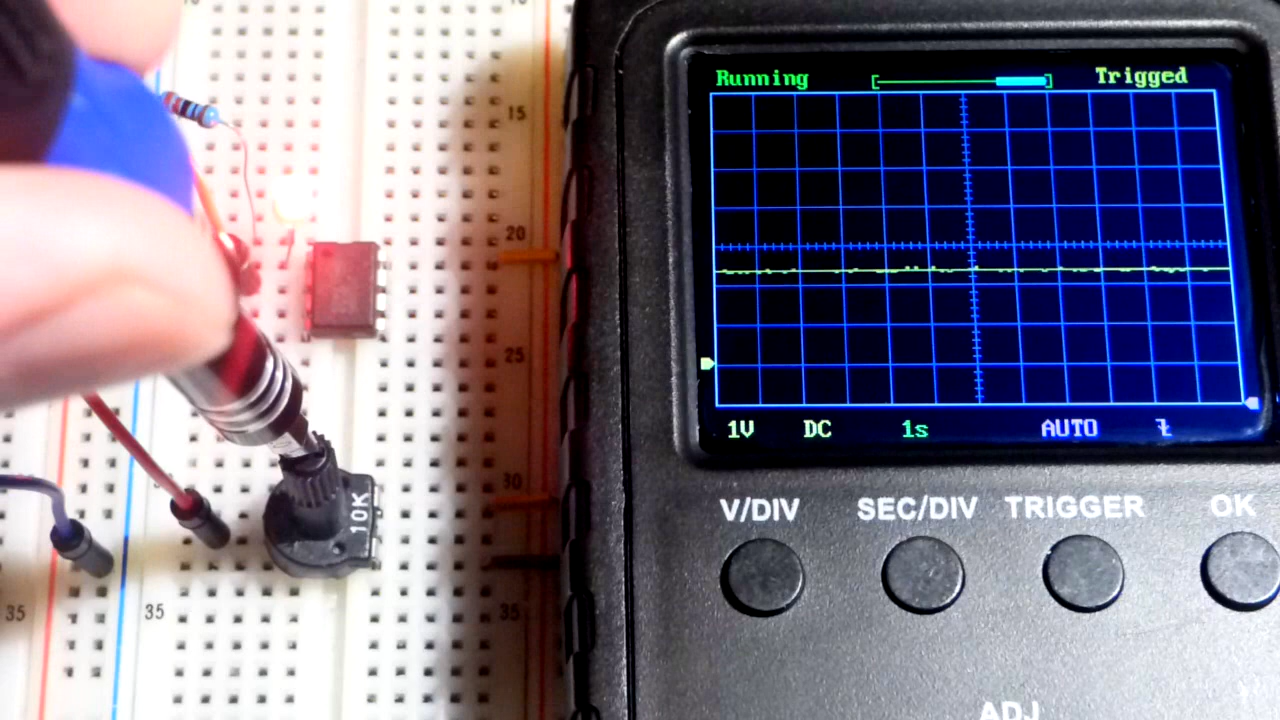 Running Trigged
15
20
25
30
10K
35 35 35
1V DC 1s AUTO
V/DIV SEC/DIV TRIGGER OK
ADJ